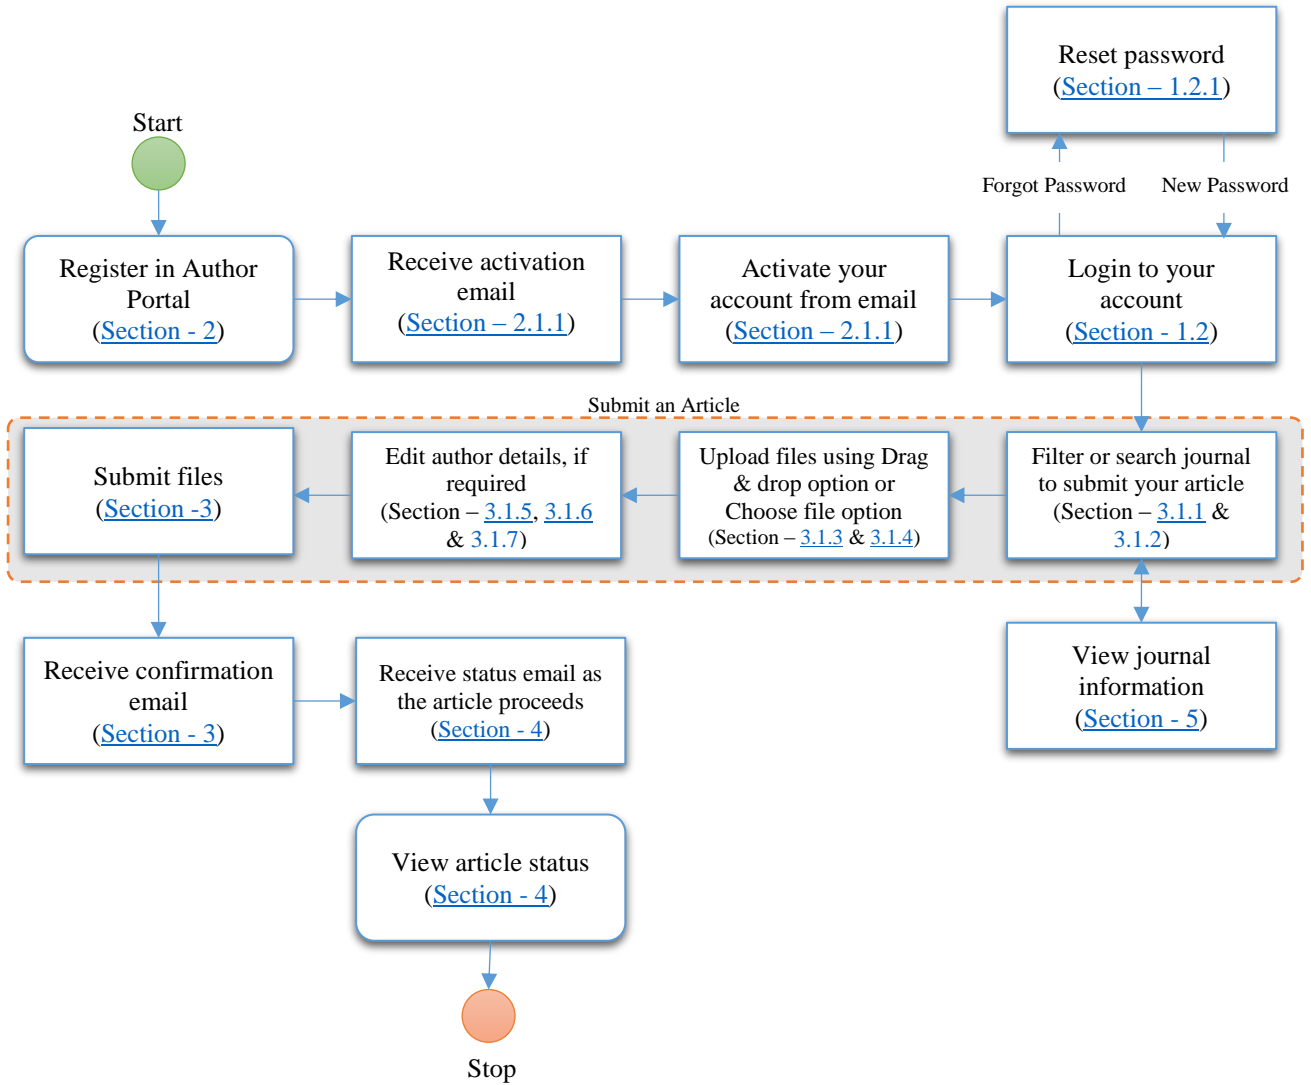 Reset password
(Section – 1.2.1)
Start
Forgot Password
New Password
Register in Author
Portal
(Section - 2)
Receive activation
email
(Section – 2.1.1)
Activate your
account from email
(Section – 2.1.1)
Login to your
account
(Section - 1.2)
Submit an Article
Submit files
(Section -3)
Edit author details, if
required
(Section – 3.1.5, 3.1.6
& 3.1.7)
Upload files using Drag
& drop option or
Choose file option
(Section – 3.1.3 & 3.1.4)
Filter or search journal
to submit your article
(Section – 3.1.1 &
3.1.2)
Receive confirmation
email
(Section - 3)
Receive status email as
the article proceeds
(Section - 4)
View journal
information
(Section - 5)
View article status
(Section - 4)
Stop